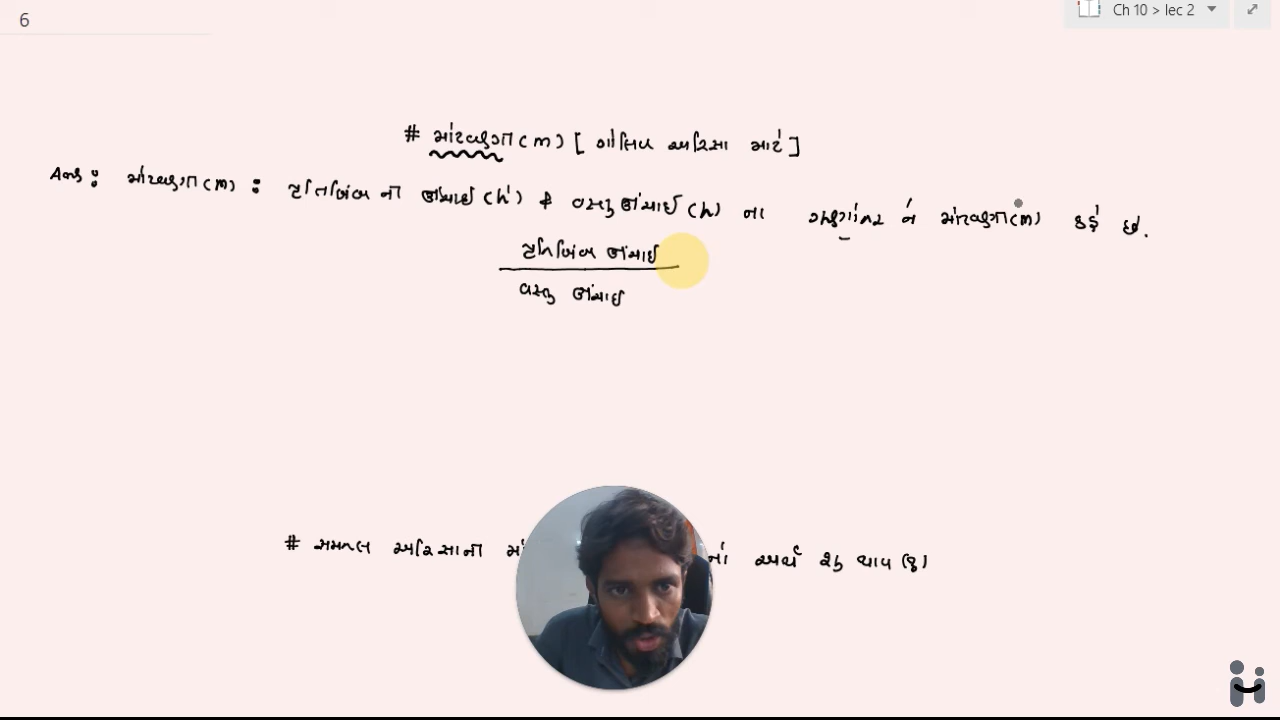 6
Ch 10 > lec 2
# મોટવણી (m) [ ગોલિય અરિસા માટે ]
Ans: મોટવણી (m) : પ્રતિબિંબ ની ઊંચાઈ (h') & વસ્તુ ઊંચાઈ (h) ના ગુણોત્તર ને મોટવણી (m) કહે છે.
પ્રતિબિંબ ઊંચાઈ
વસ્તુ ઊંચાઈ
# સમતલ અરિસાની નો અર્થ શું થાય (છે)